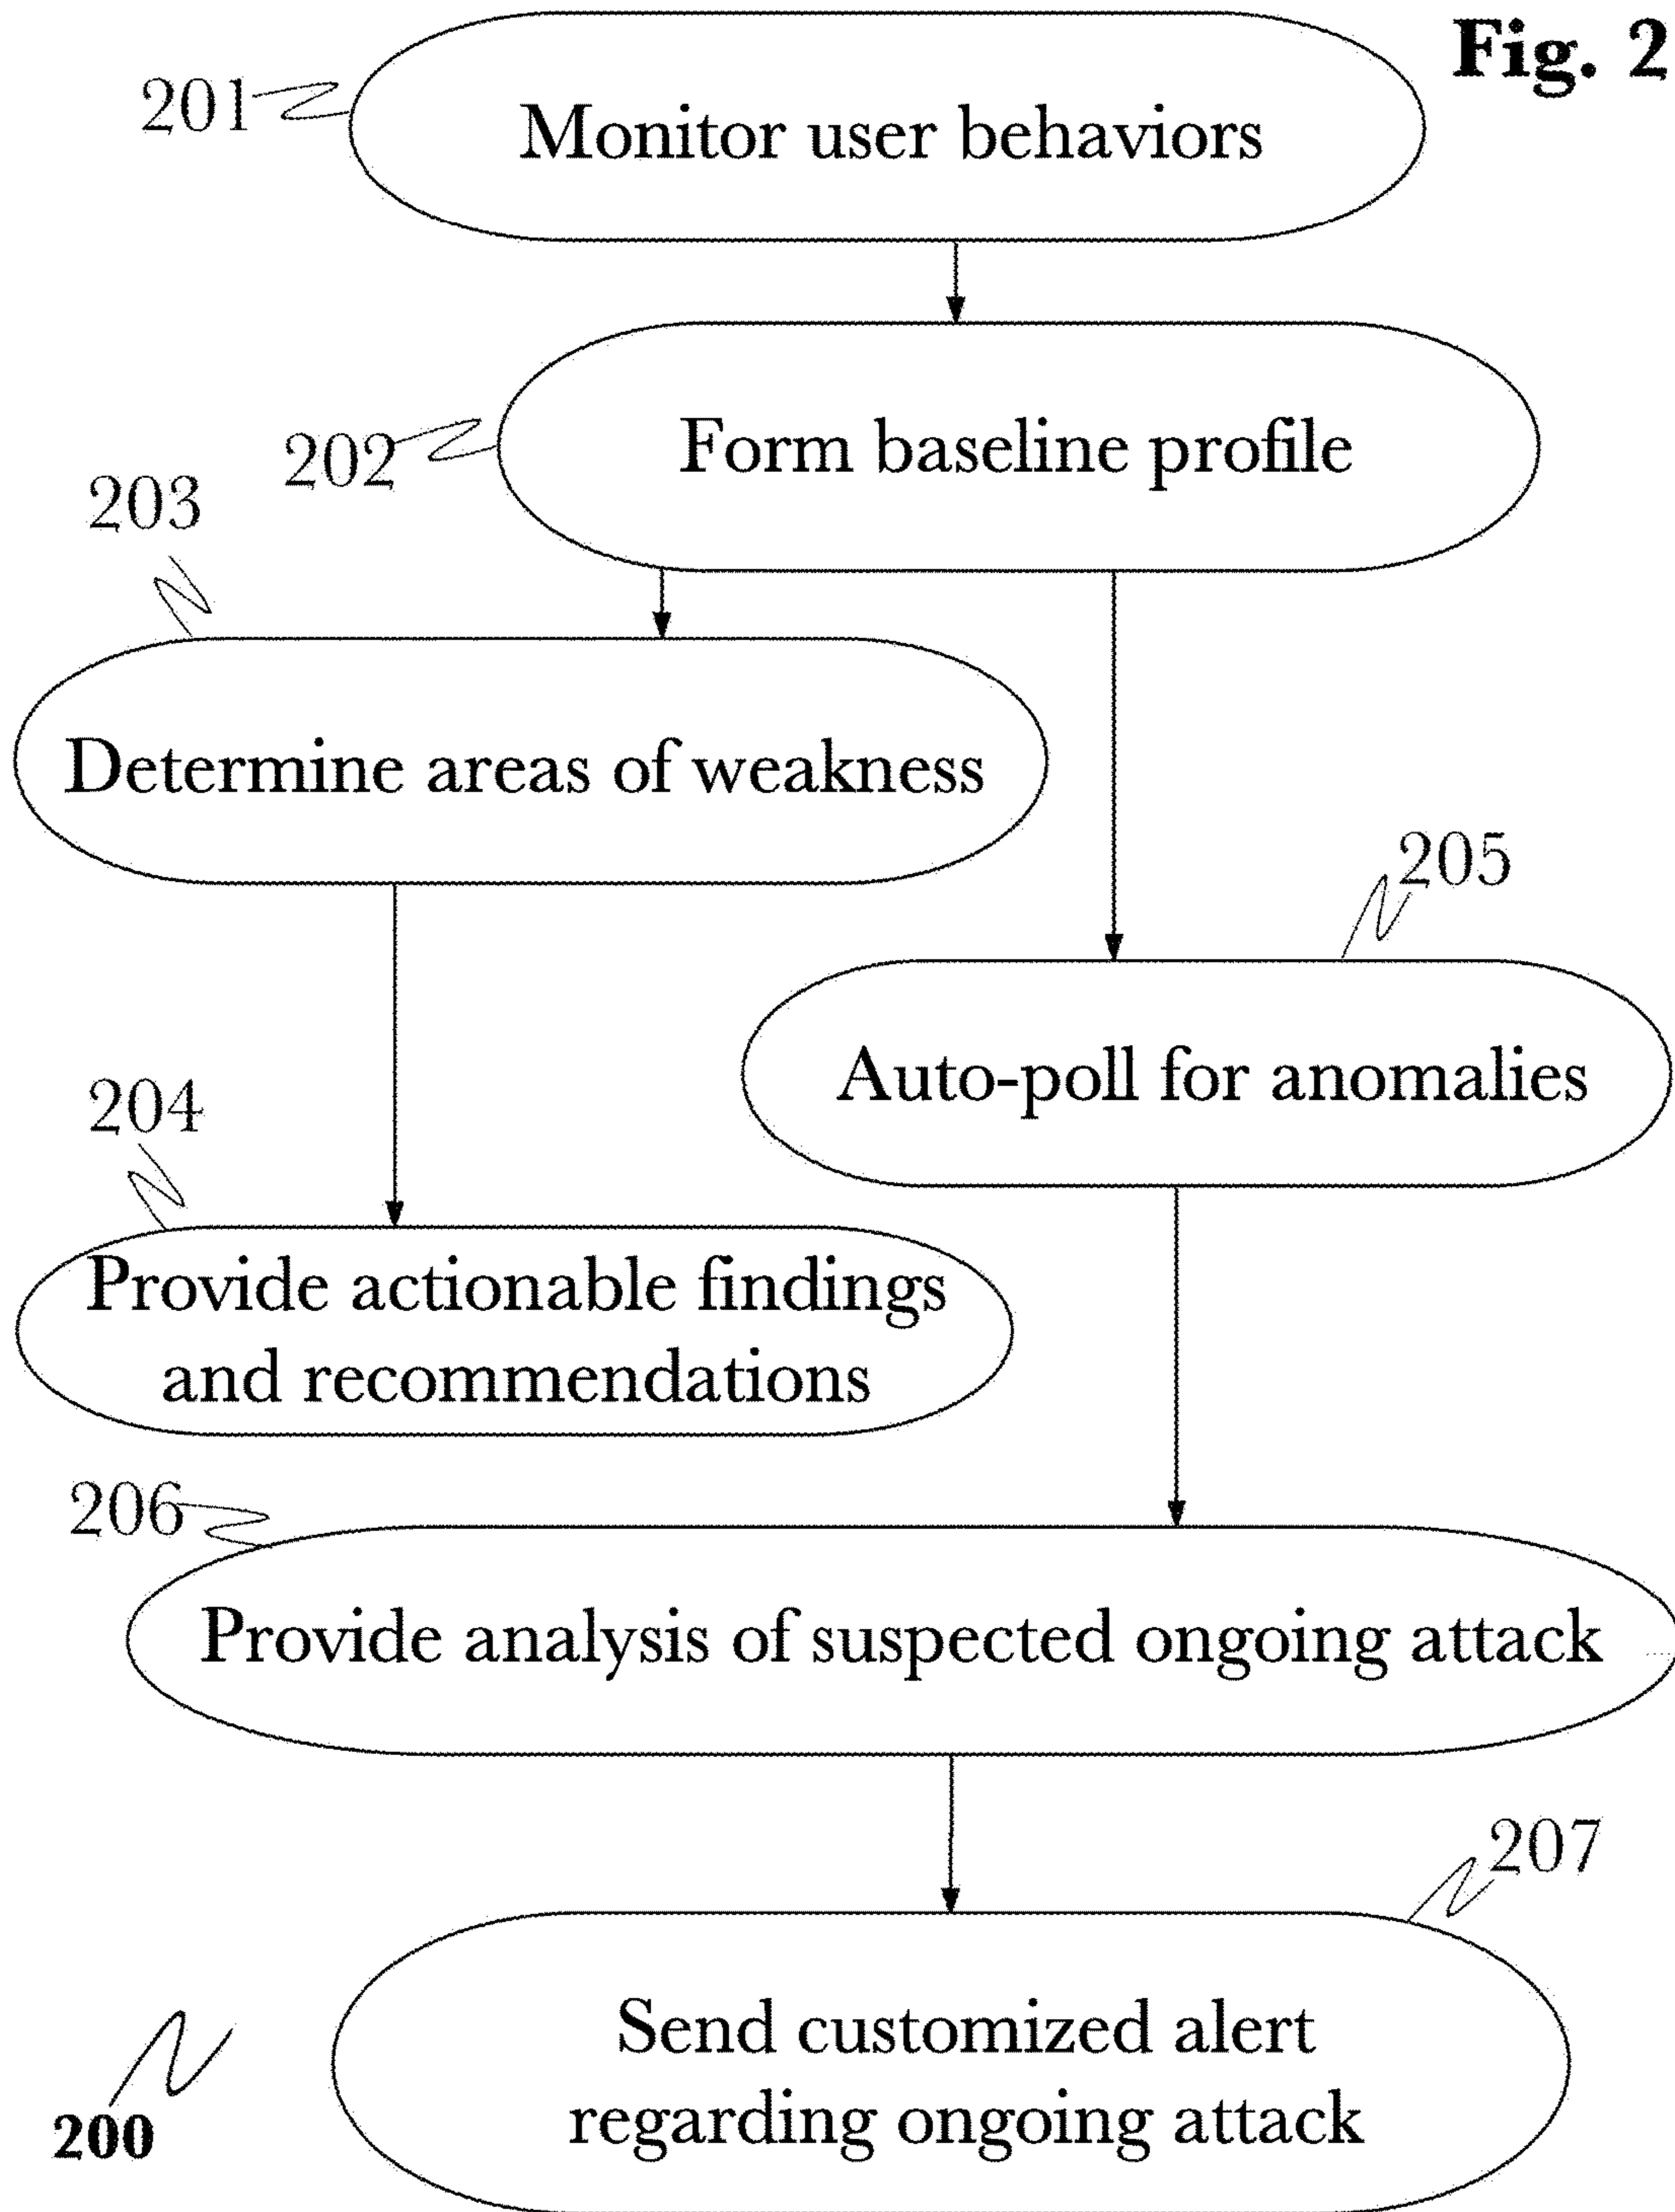 Fig. 2
201
Monitor user behaviors
202
Form baseline profile
203
Determine areas of weakness
205
Auto-poll for anomalies
204
Provide actionable findings
and recommendations
206
Provide analysis of suspected ongoing attack
207
Send customized alert
regarding ongoing attack
200